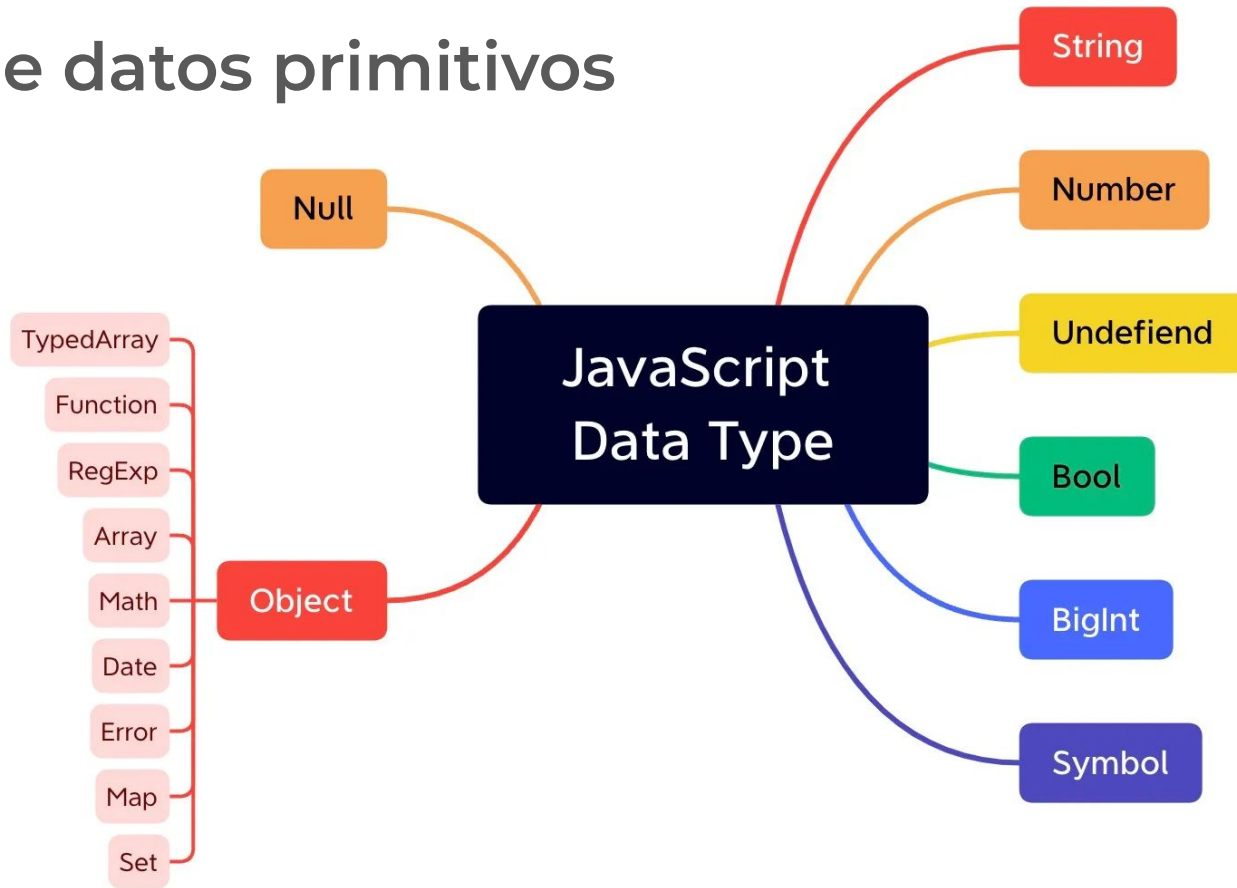 e datos primitivos
String
Number
Null
Undefiend
JavaScript
Data Type
TypedArray
Function
RegExp
Bool
Array
Math
Object
BigInt
Date
Error
Symbol
Map
Set